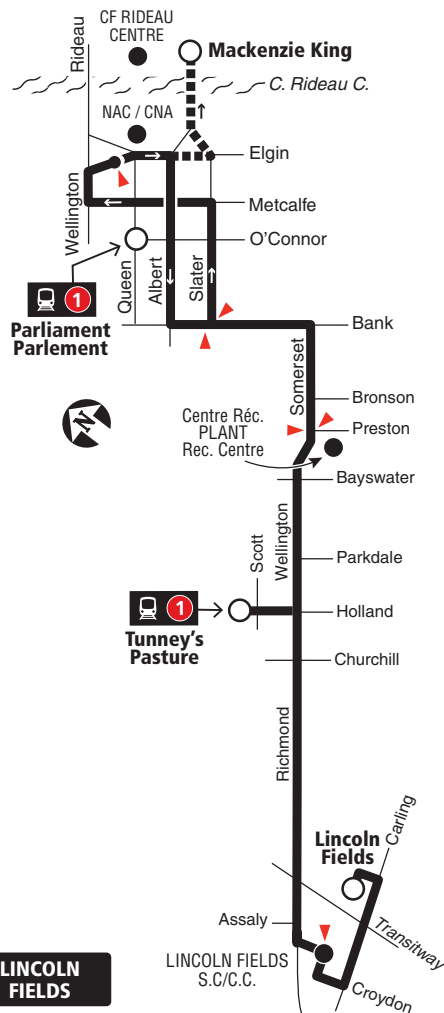 CF RIDEAU
CENTRE
Mackenzie King
Rideau
C. Rideau C.
NAC / CNA
Elgin
Wellington
Metcalfe
O'Connor
Queen
Albert
Slater
1
Parliament
Parlement
Bank
Somerset
Bronson
Preston
Centre Réc.
PLANT
Rec. Centre
N
Bayswater
Scott
Wellington
Parkdale
1
Holland
Tunney's
Pasture
Churchill
Richmond
Carling
Lincoln
Fields
Transitway
Assaly
LINCOLN FIELDS
S.C/C.C.
Croydon
LINCOLN
FIELDS